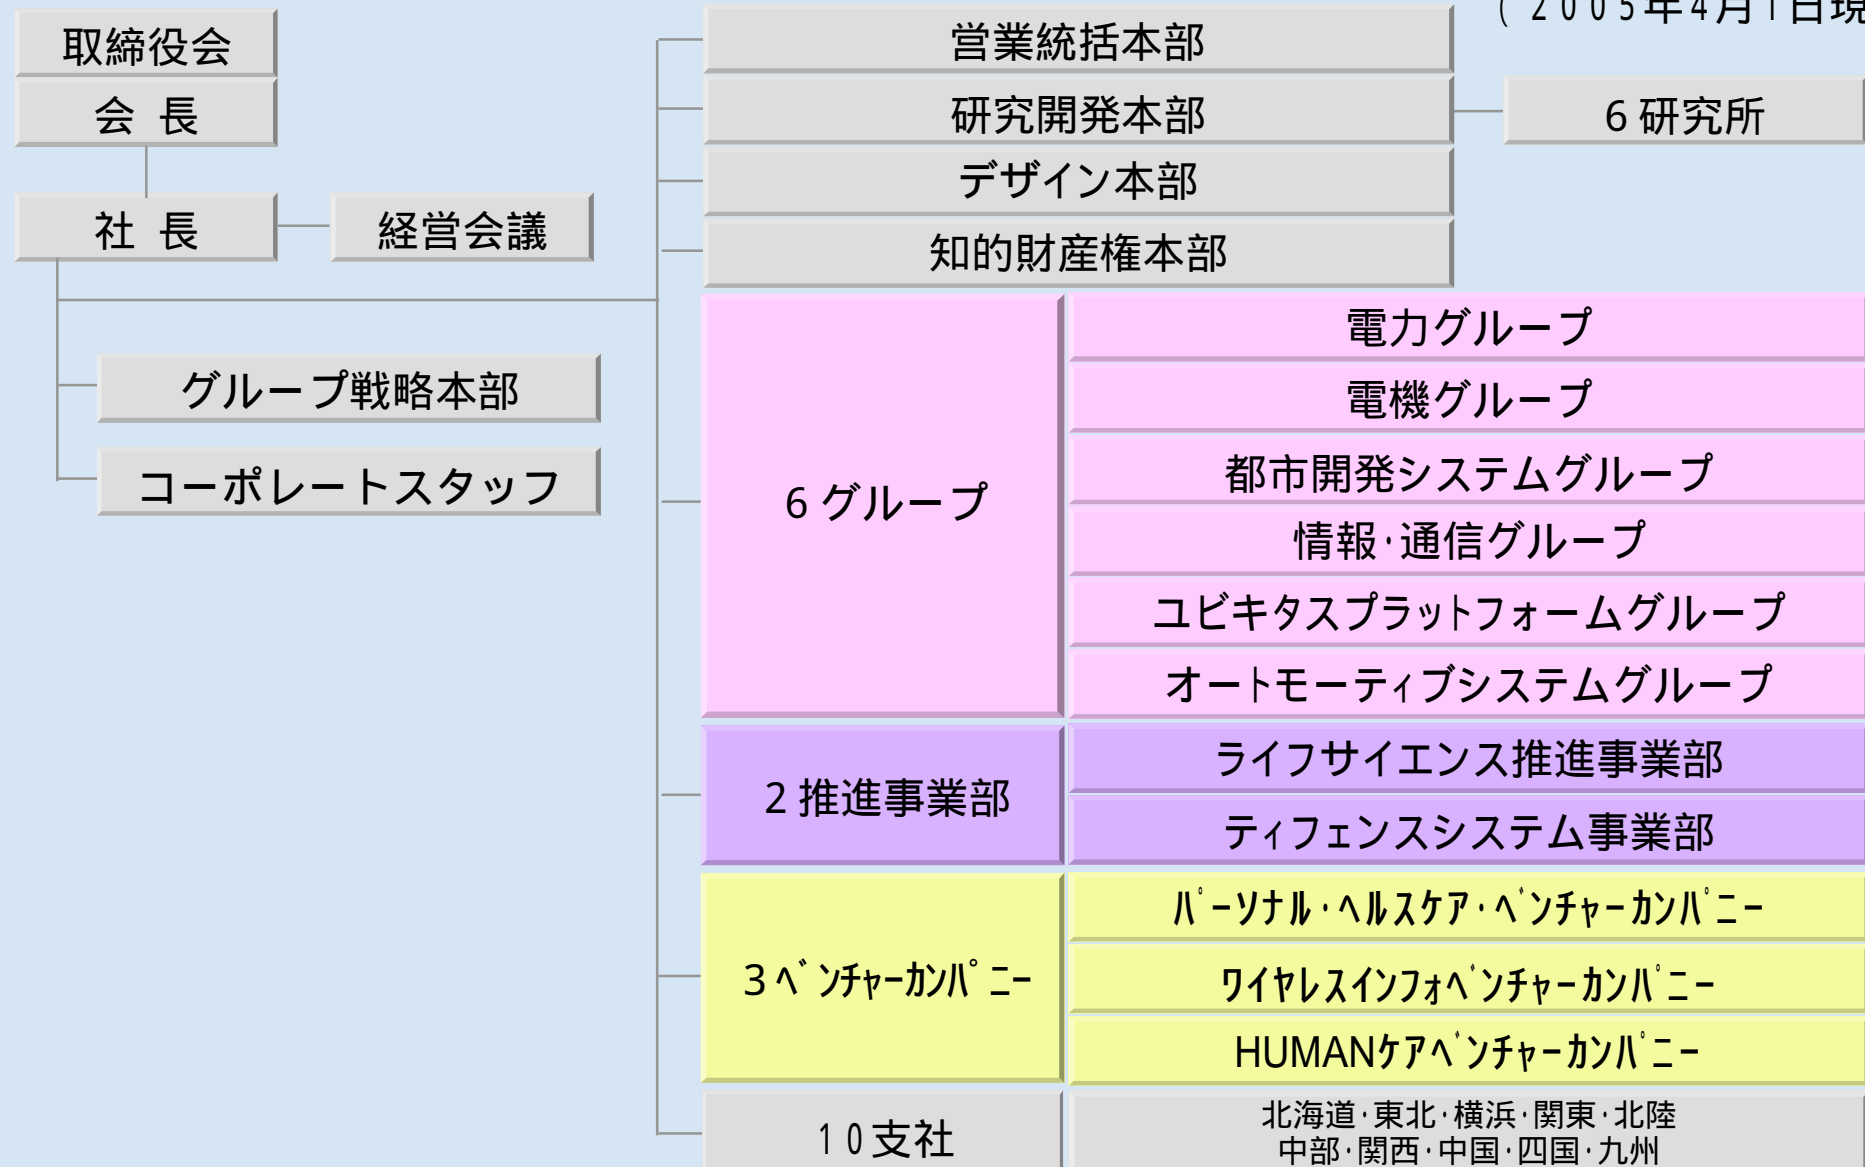 (2005年4月1日現
取締役会
会 長
社 長
経営会議
グループ戦略本部
コーポレートスタッフ
営業統括本部
研究開発本部
6研究所
デザイン本部
知的財産権本部
6グループ
電力グループ
電機グループ
都市開発システムグループ
情報・通信グループ
ユビキタスプラットフォームグループ
オートモーティブシステムグループ
2推進事業部
ライフサイエンス推進事業部
ティフェンスシステム事業部
3ベンチャーカンパニー
パーソナル・ヘルスケア・ベンチャーカンパニー
ワイヤレスインフォベンチャーカンパニー
HUMANケアベンチャーカンパニー
10支社
北海道・東北・横浜・関東・北陸
中部・関西・中国・四国・九州